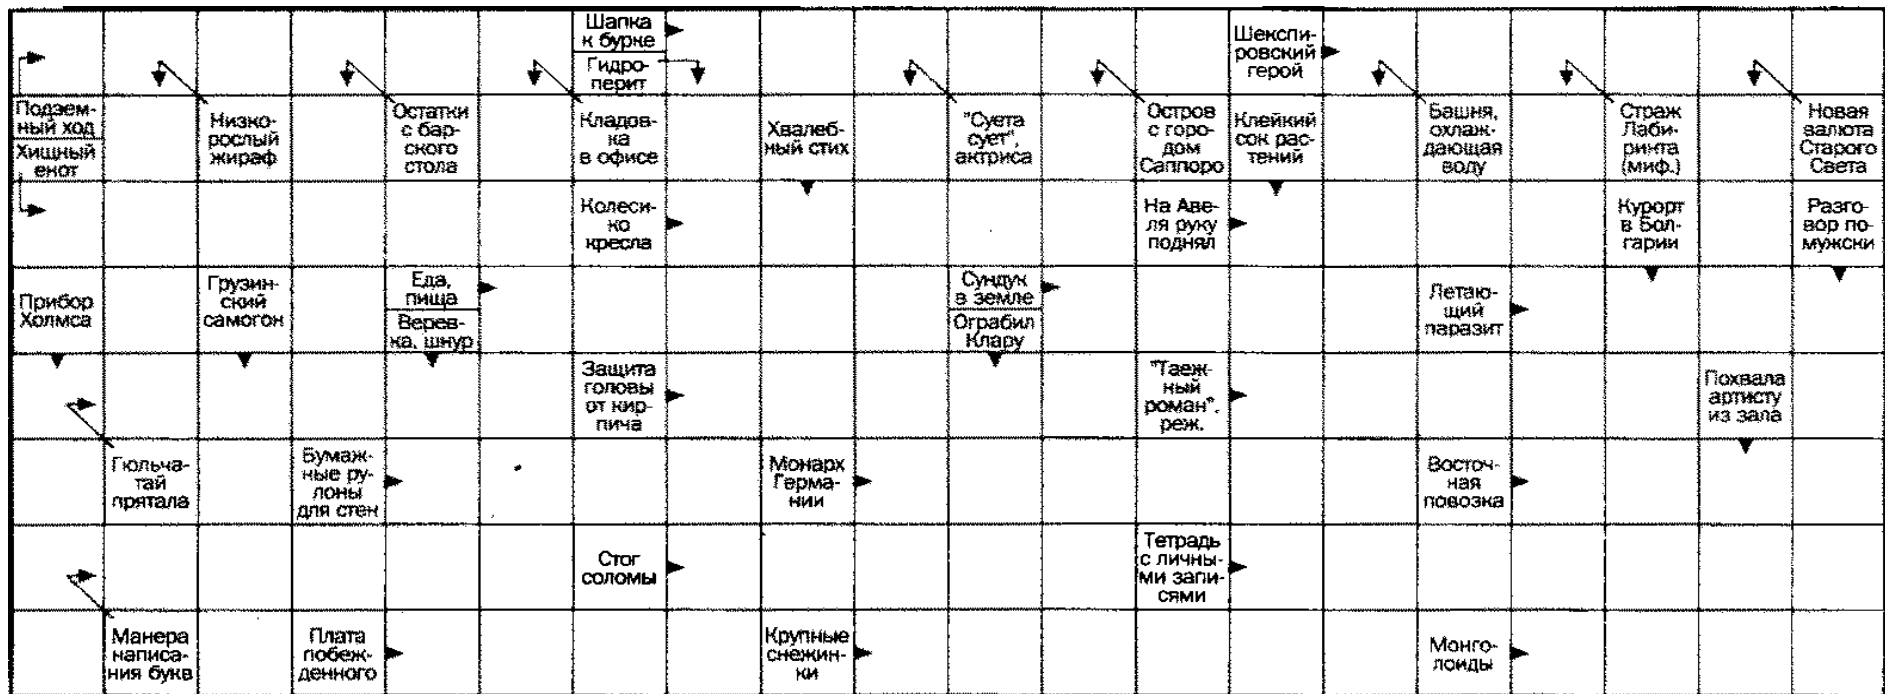 Шапка
к бурке
Гидро-
перит
Шекспи-
ровский
герой
Подзем-
ный ход
Хищный
енот
Низко-
рослый
жираф
Остатки
с бар-
ского
стола
Кладов-
ка
в офисе
Хвалеб-
ный стих
"Суета
сует",
актриса
Остров
с горо-
дом
Саппоро
Клейкий
сок рас-
тений
Башня,
охлаж-
дающая
воду
Страж
Лаби-
ринта
(миф.)
Новая
валюта
Старого
Света
Колеси-
ко
кресла
На Аве-
ля руку
поднял
Курорт
в Бол-
гарии
Разго-
вор по-
мужски
Прибор
Холмса
Грузин-
ский
самогон
Еда,
пища
Верев-
ка, шнур
Сундук
в земле
Ограбил
Клару
Летаю-
щий
паразит
Защита
головы
от кир-
пича
"Таеж-
ный
роман",
реж.
Похвала
артисту
из зала
Гюльча-
тай
прятала
Бумаж-
ные ру-
лоны
для стен
Монарх
Герма-
нии
Восточ-
ная
повозка
Стог
соломы
Тетрадь
с личны-
ми запи-
сями
Манера
написа-
ния букв
Плата
побеж-
денного
Крупные
снежин-
ки
Монго-
лоиды